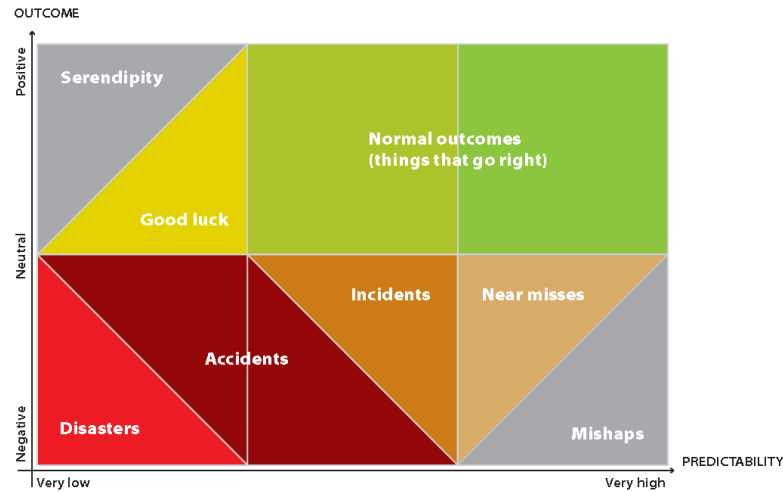 OUTCOME
Positive
Serendipity
Normal outcomes
(things that go right)
Good luck
Neutral
Incidents
Near misses
Accidents
Negative
Disasters
Mishaps
PREDICTABILITY
Very low
Very high